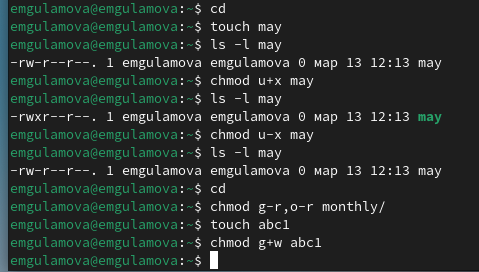 emgulamova@emgulamova:~$ cd
emgulamova@emgulamova:~$ touch may
emgulamova@emgulamova:~$ ls -l may
-rw-r--r--. 1 emgulamova emgulamova 0 мар 13 12:13 may
emgulamova@emgulamova:~$ chmod u+x may
emgulamova@emgulamova:~$ ls -l may
-rwxr--r--. 1 emgulamova emgulamova 0 мар 13 12:13 may
emgulamova@emgulamova:~$ chmod u-x may
emgulamova@emgulamova:~$ ls -l may
-rw-r--r--. 1 emgulamova emgulamova 0 мар 13 12:13 may
emgulamova@emgulamova:~$ cd
emgulamova@emgulamova:~$ chmod g-r,o-r monthly/
emgulamova@emgulamova:~$ touch abc1
emgulamova@emgulamova:~$ chmod g+w abc1
emgulamova@emgulamova:~$